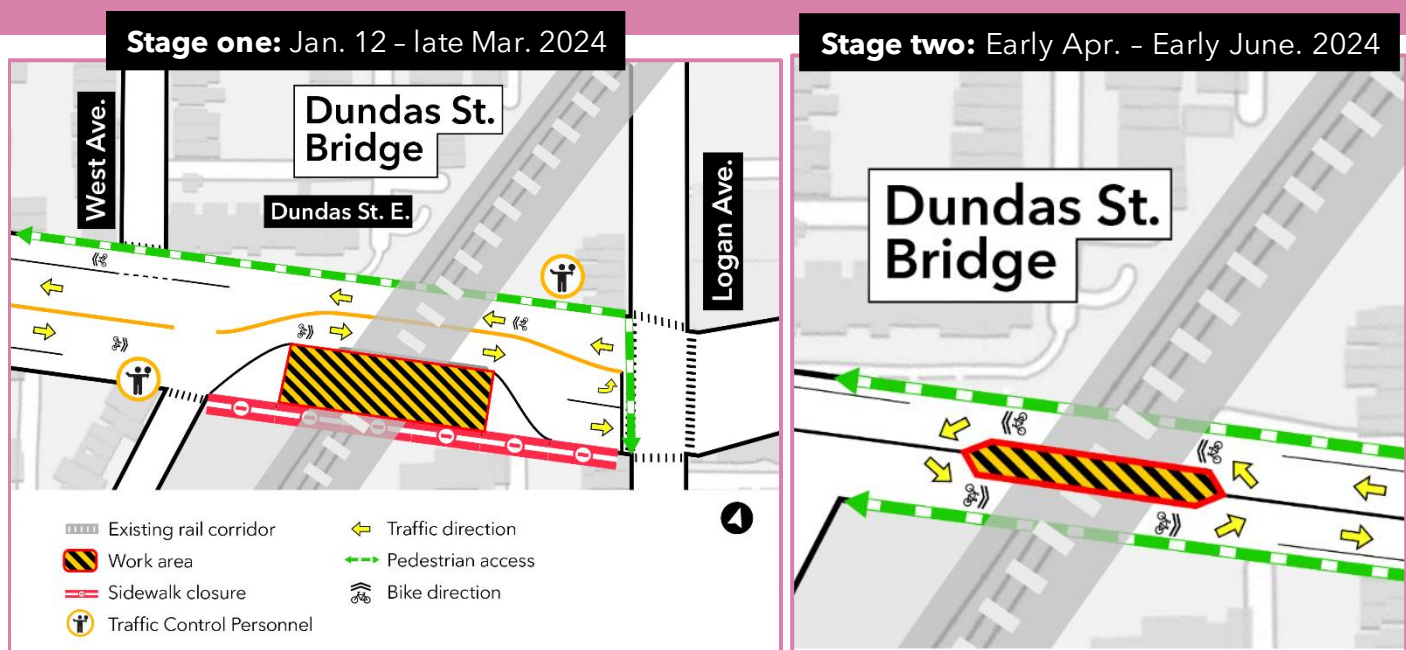 Stage one: Jan. 12 – late Mar. 2024
West Ave.
Dundas St.
Bridge
Dundas St. E.
Logan Ave.
Existing rail corridor
Work area
Sidewalk closure
Traffic Control Personnel
Traffic direction
Pedestrian access
Bike direction
Stage two: Early Apr. – Early June. 2024
Dundas St.
Bridge